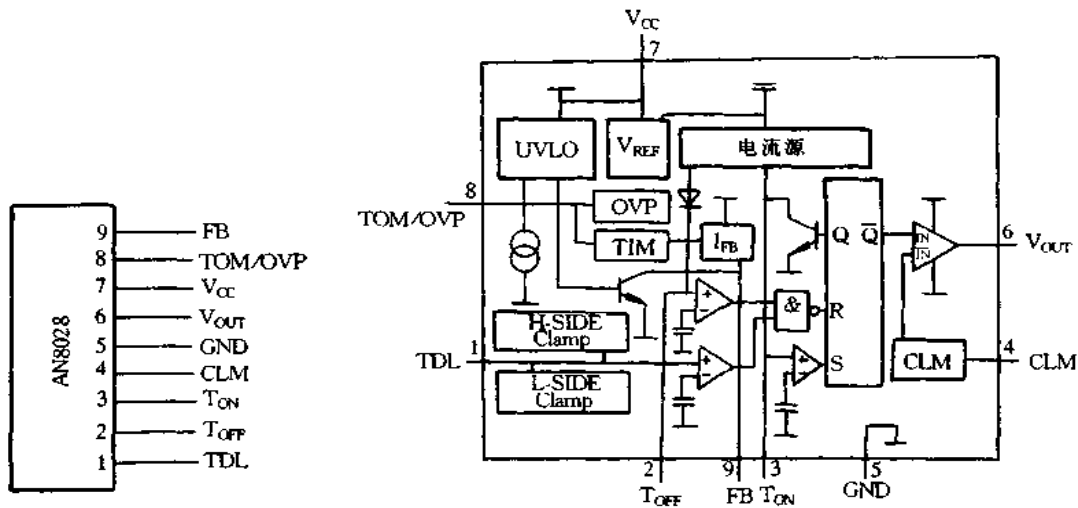 AN8028
9 FB
8 TOM/OVP
7 VCC
6 VOUT
5 GND
4 CLM
3 TON
2 TOFF
1 TDL
VCC
7
UVLO
VREF
电流源
8
TOM/OVP
OVP
TIM
IFB
Q
Q̅
IN
I̅N̅
6 VOUT
+
−
&
R
H-SIDE
Clamp
1
TDL
L-SIDE
Clamp
+
−
+
−
S
CLM
4
CLM
2
TOFF
9
FB
3
TON
5
GND